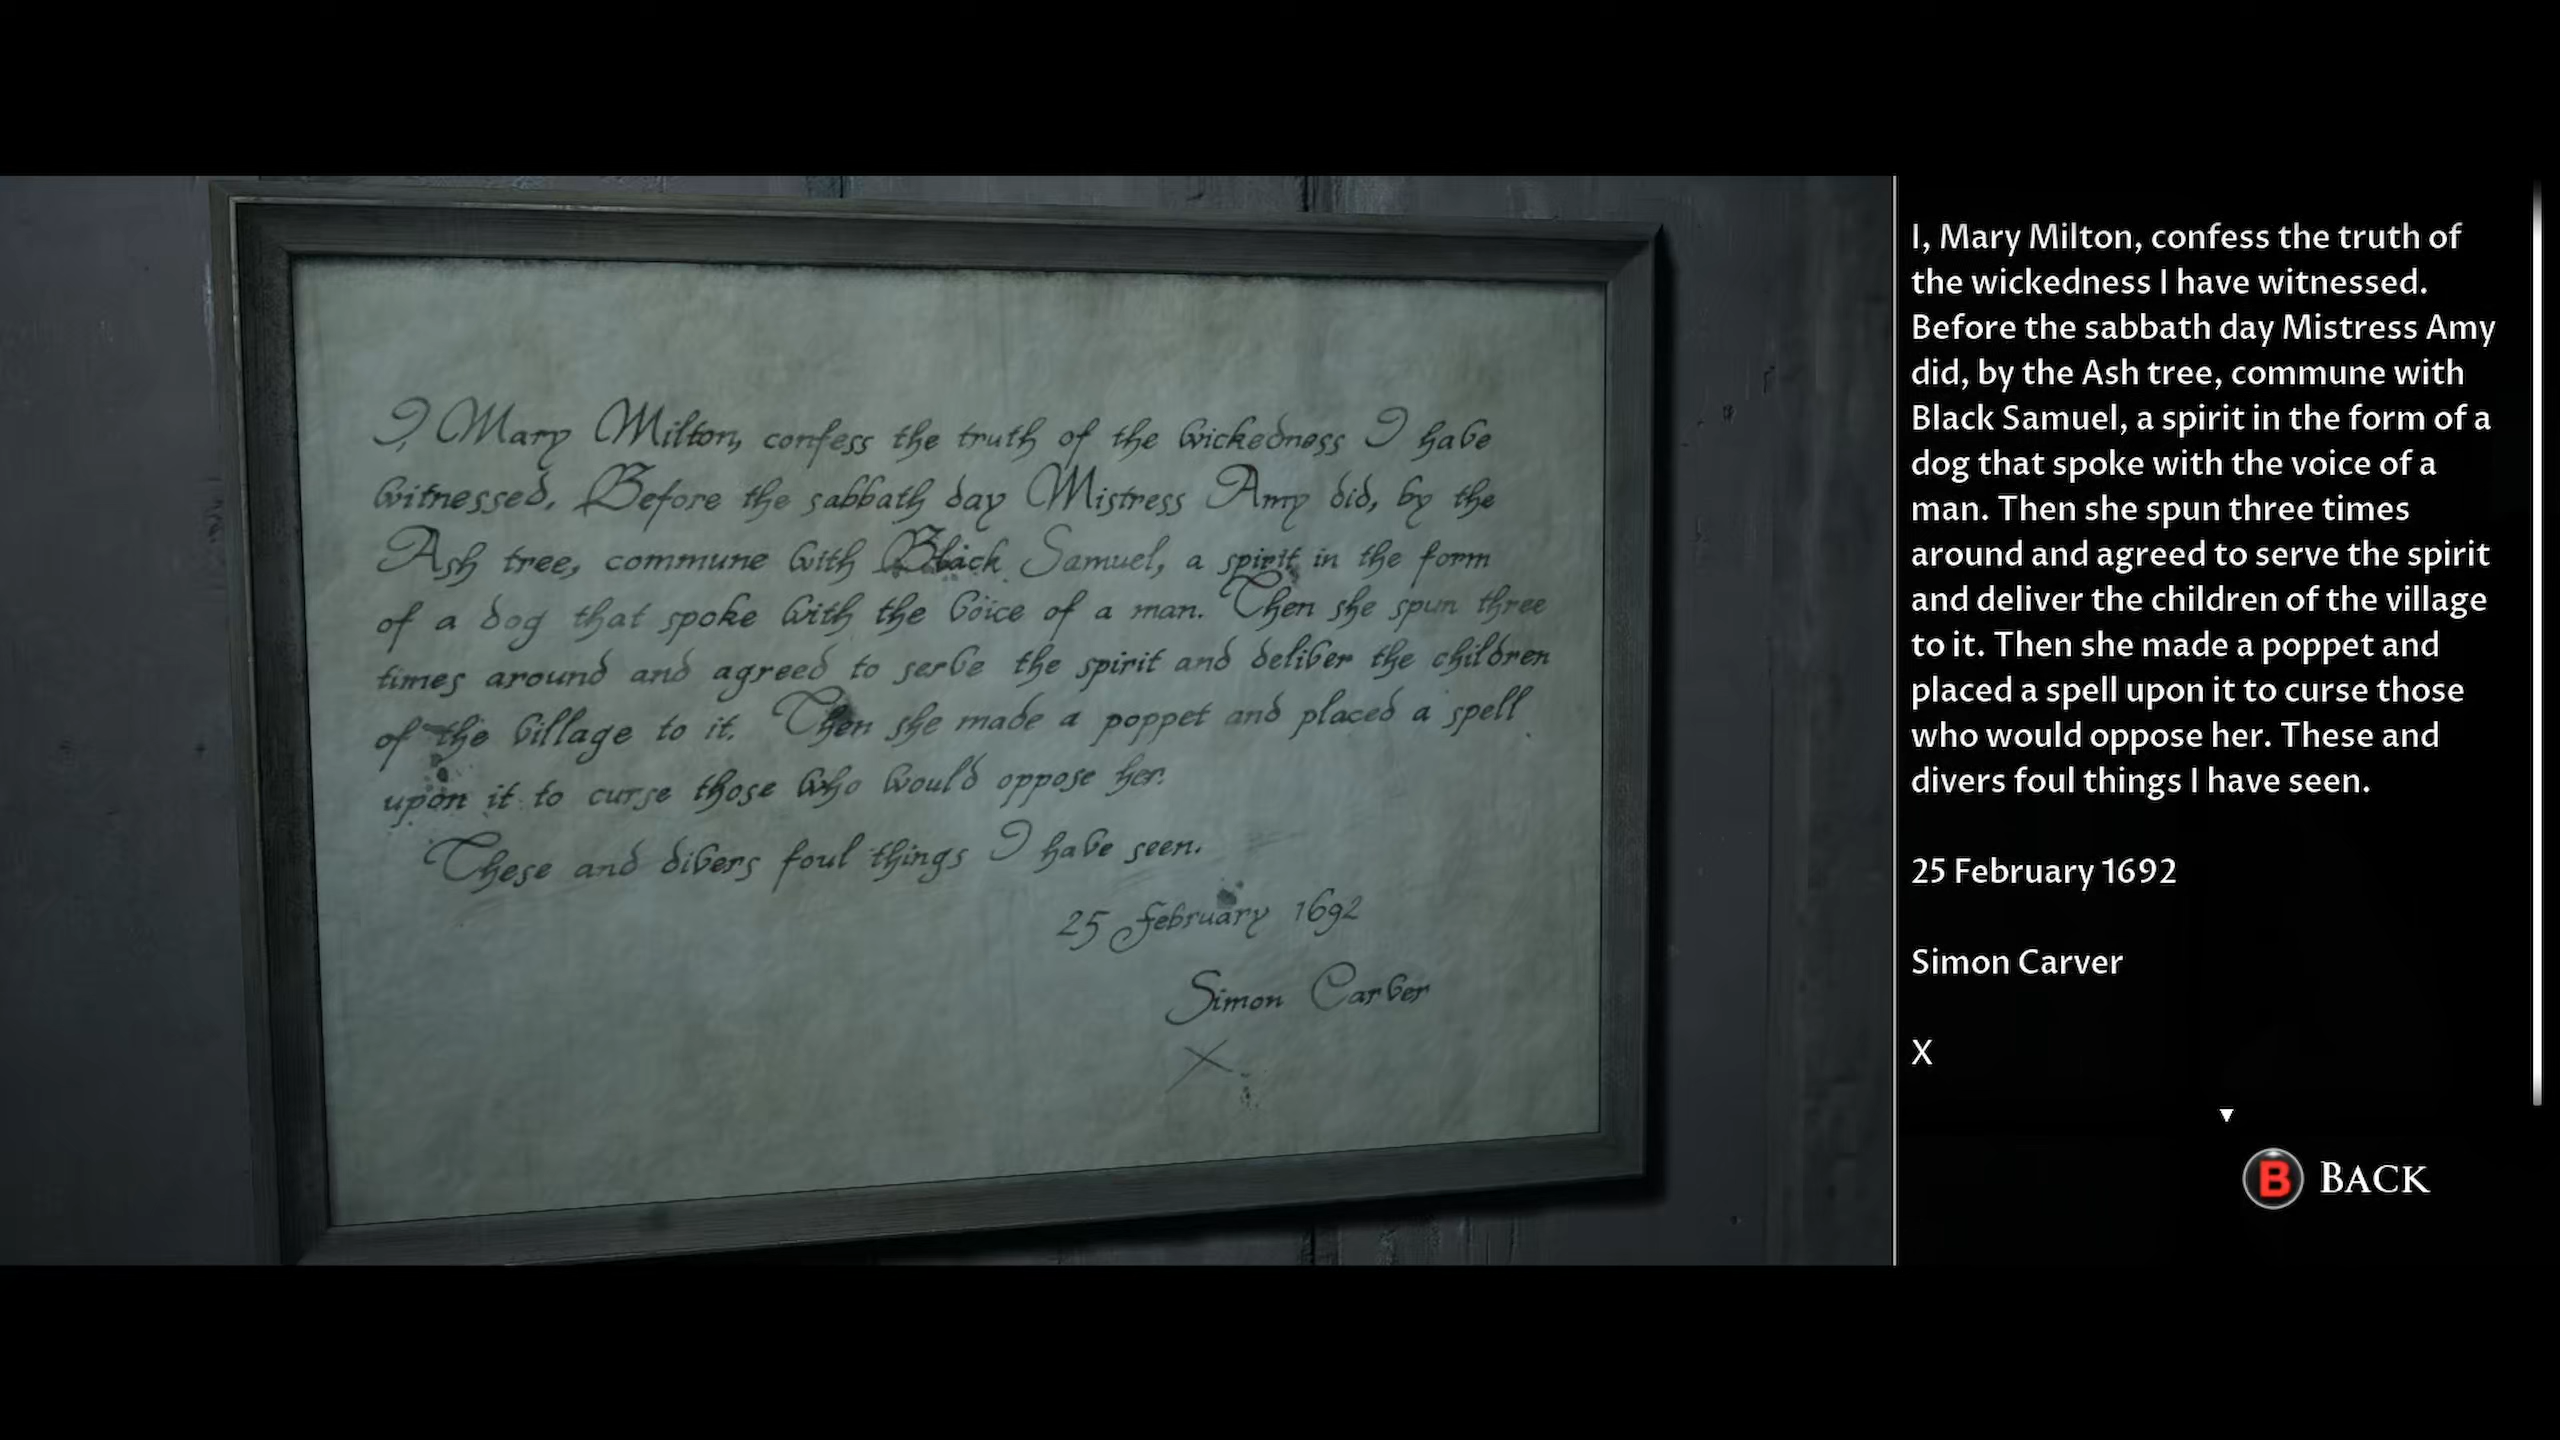 I, Mary Milton, confess the truth of the wickedness I have
witnessed. Before the sabbath day Mistress Amy did, by the
Ash tree, commune with Black Samuel, a spirit in the form
of a dog that spoke with the voice of a man. Then she spun three
times around and agreed to serve the spirit and deliver the children
of the village to it. Then she made a poppet and placed a spell
upon it to curse those who would oppose her.
These and divers foul things I have seen.
25 February 1692
Simon Carver
X
I, Mary Milton, confess the truth of
the wickedness I have witnessed.
Before the sabbath day Mistress Amy
did, by the Ash tree, commune with
Black Samuel, a spirit in the form of a
dog that spoke with the voice of a
man. Then she spun three times
around and agreed to serve the spirit
and deliver the children of the village
to it. Then she made a poppet and
placed a spell upon it to curse those
who would oppose her. These and
divers foul things I have seen.
25 February 1692
Simon Carver
X
B BACK